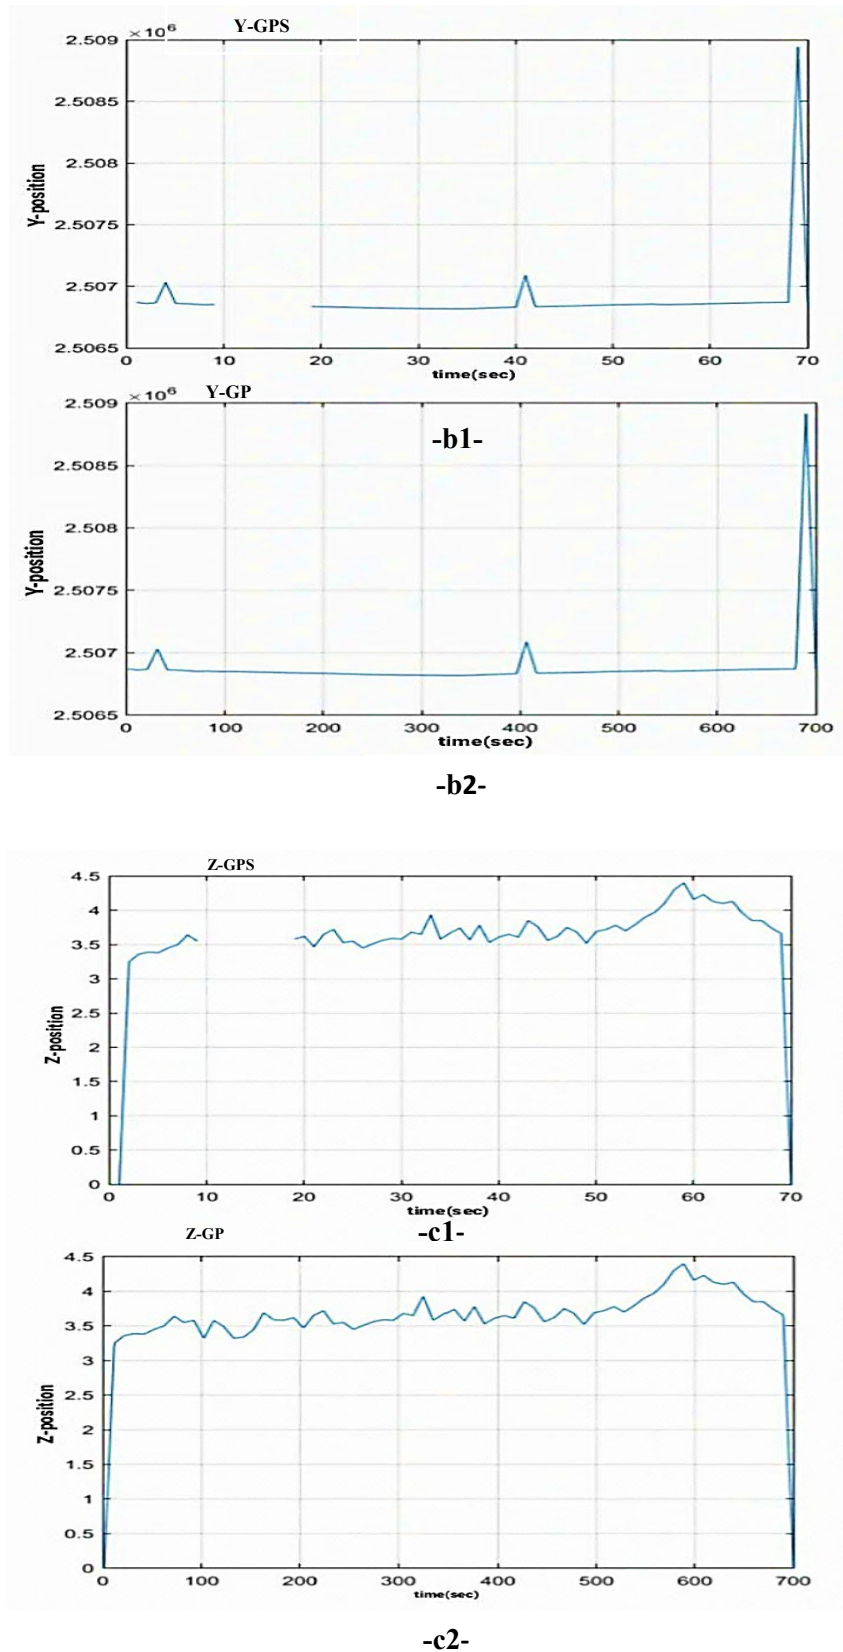 ×10⁶ Y-GPS
2.509
2.5085
2.508
2.5075
2.507
2.5065
Y-position
0 10 20 30 40 50 60 70
time(sec)
×10⁶ Y-GP
2.509
-b1-
2.5085
2.508
2.5075
2.507
2.5065
Y-position
0 100 200 300 400 500 600 700
time(sec)
-b2-
Z-GPS
4.5
4
3.5
3
2.5
2
1.5
1
0.5
0
Z-position
0 10 20 30 40 50 60 70
time(sec)
-c1-
Z-GP
4.5
4
3.5
3
2.5
2
1.5
1
0.5
0
Z-position
0 100 200 300 400 500 600 700
time(sec)
-c2-